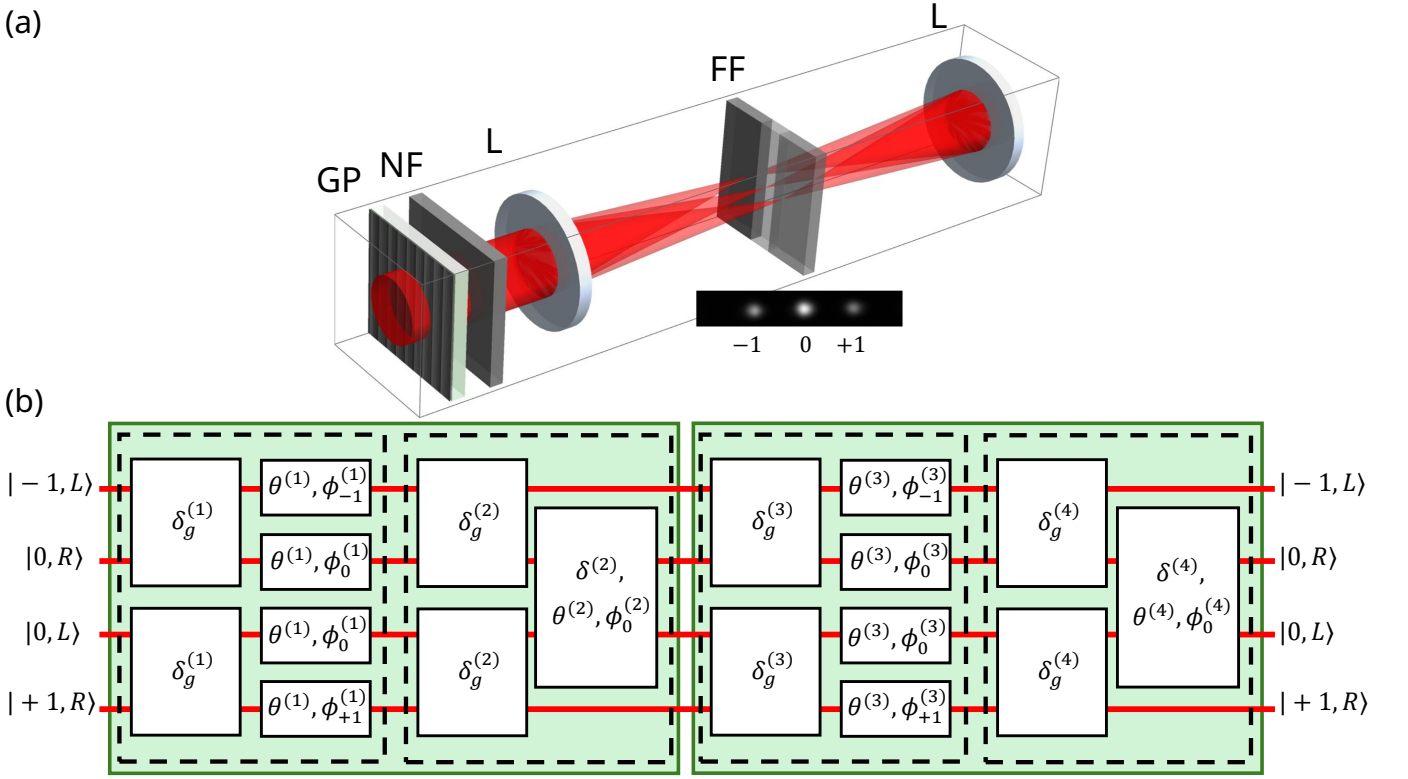 (a)
L
FF
L
NF
GP
−1 0 +1
(b)
|−1, L⟩ δ_g^(1) θ^(1), ϕ_−1^(1) δ_g^(2) δ_g^(3) θ^(3), ϕ_−1^(3) δ_g^(4) |−1, L⟩
|0, R⟩ θ^(1), ϕ_0^(1) δ^(2), θ^(2), ϕ_0^(2) θ^(3), ϕ_0^(3) δ^(4), θ^(4), ϕ_0^(4) |0, R⟩
|0, L⟩ δ_g^(1) θ^(1), ϕ_0^(1) δ_g^(2) δ_g^(3) θ^(3), ϕ_0^(3) δ_g^(4) |0, L⟩
|+1, R⟩ θ^(1), ϕ_+1^(1) θ^(3), ϕ_+1^(3) |+1, R⟩